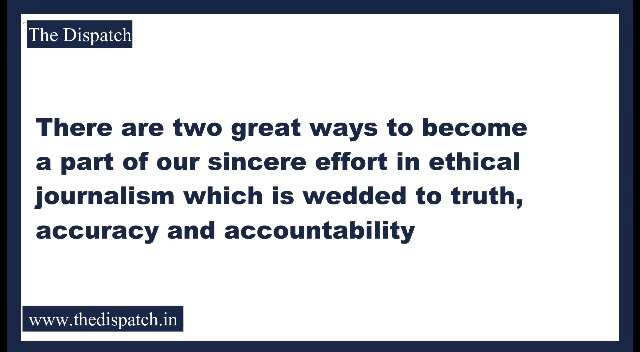 The Dispatch
There are two great ways to become
a part of our sincere effort in ethical
journalism which is wedded to truth,
accuracy and accountability
www.thedispatch.in